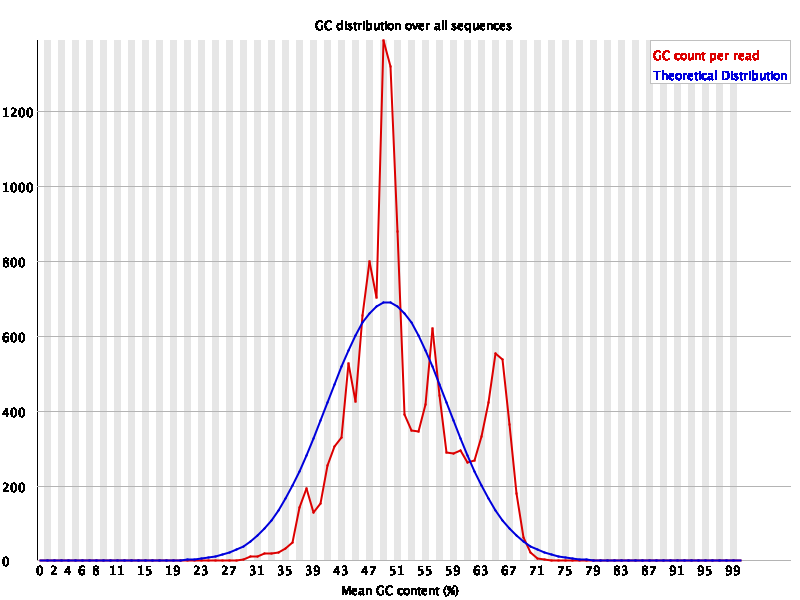 GC distribution over all sequences
GC count per read
Theoretical Distribution
1200
1000
800
600
400
200
0
0 2 4 6 8 11 15 19 23 27 31 35 39 43 47 51 55 59 63 67 71 75 79 83 87 91 95 99
Mean GC content (%)